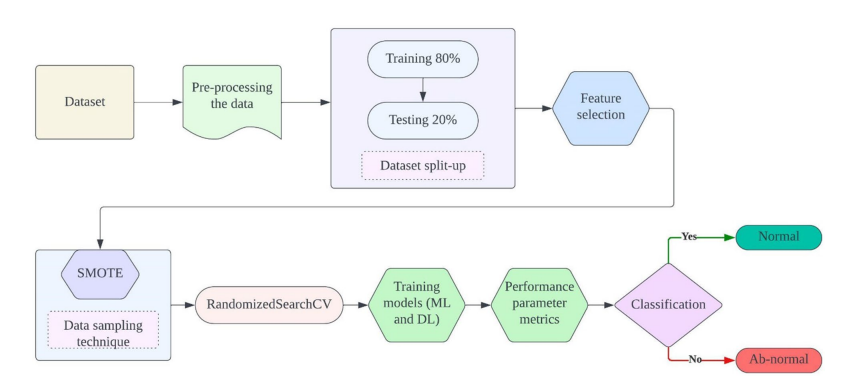 Dataset
Pre-processing
the data
Training 80%
Testing 20%
Dataset split-up
Feature
selection
SMOTE
Data sampling
technique
RandomizedSearchCV
Training
models (ML
and DL)
Performance
parameter
metrics
Classification
Yes
Normal
No
Ab-normal